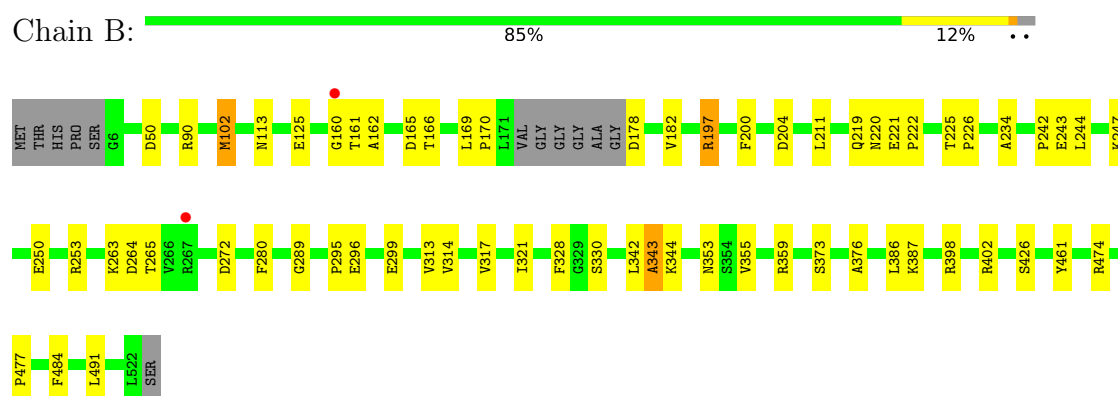 Chain B:
85% 12% • •
MET THR HIS PRO SER G6 D50 R90 M102 N113 E125 G160 T161 A162 D165 T166 L169 P170 L171 VAL GLY GLY GLY ALA GLY D178 V182 R197 F200 D204 L211 Q219 N220 E221 P222 T225 P226 A234 P242 E243 L244 K247
E250 R253 K263 D264 T265 V266 R267 D272 F280 G289 P295 E296 E299 V313 V314 V317 I321 F328 G329 S330 L342 A343 K344 N353 S354 V355 R359 S373 A376 L386 K387 R398 R402 S426 Y461 R474
P477 F484 L491 L522 SER